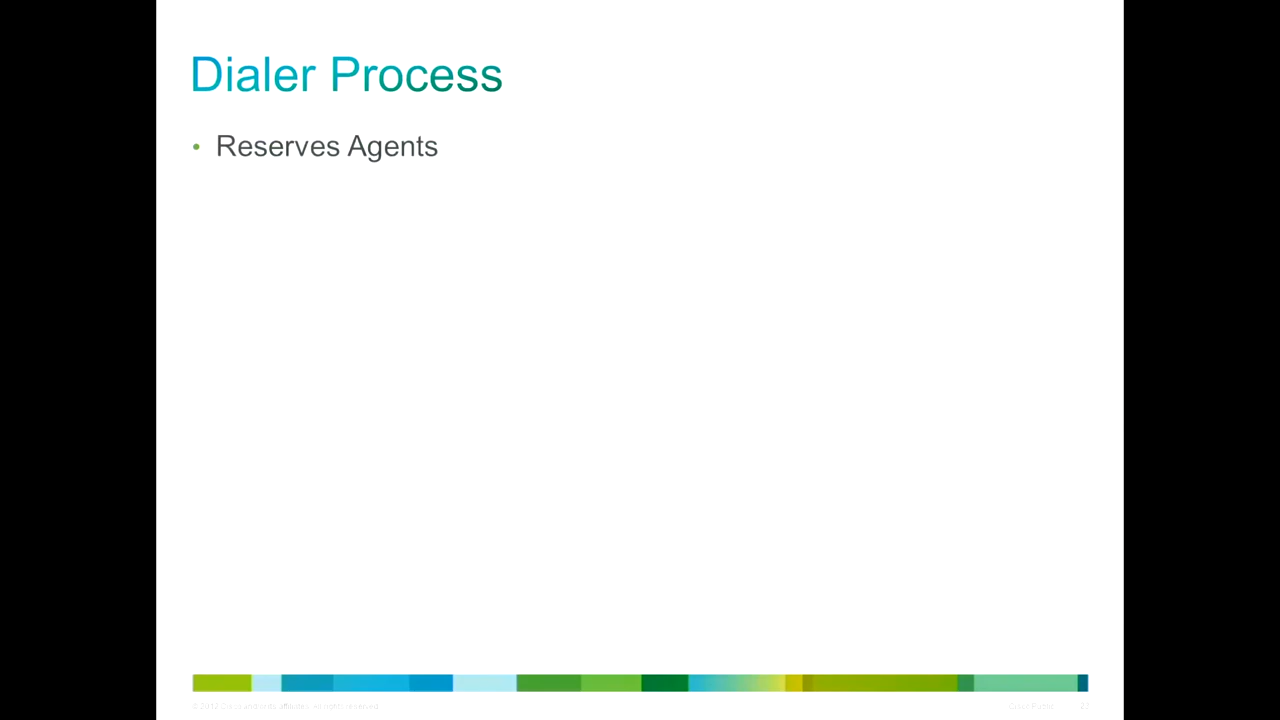 Dialer Process
• Reserves Agents